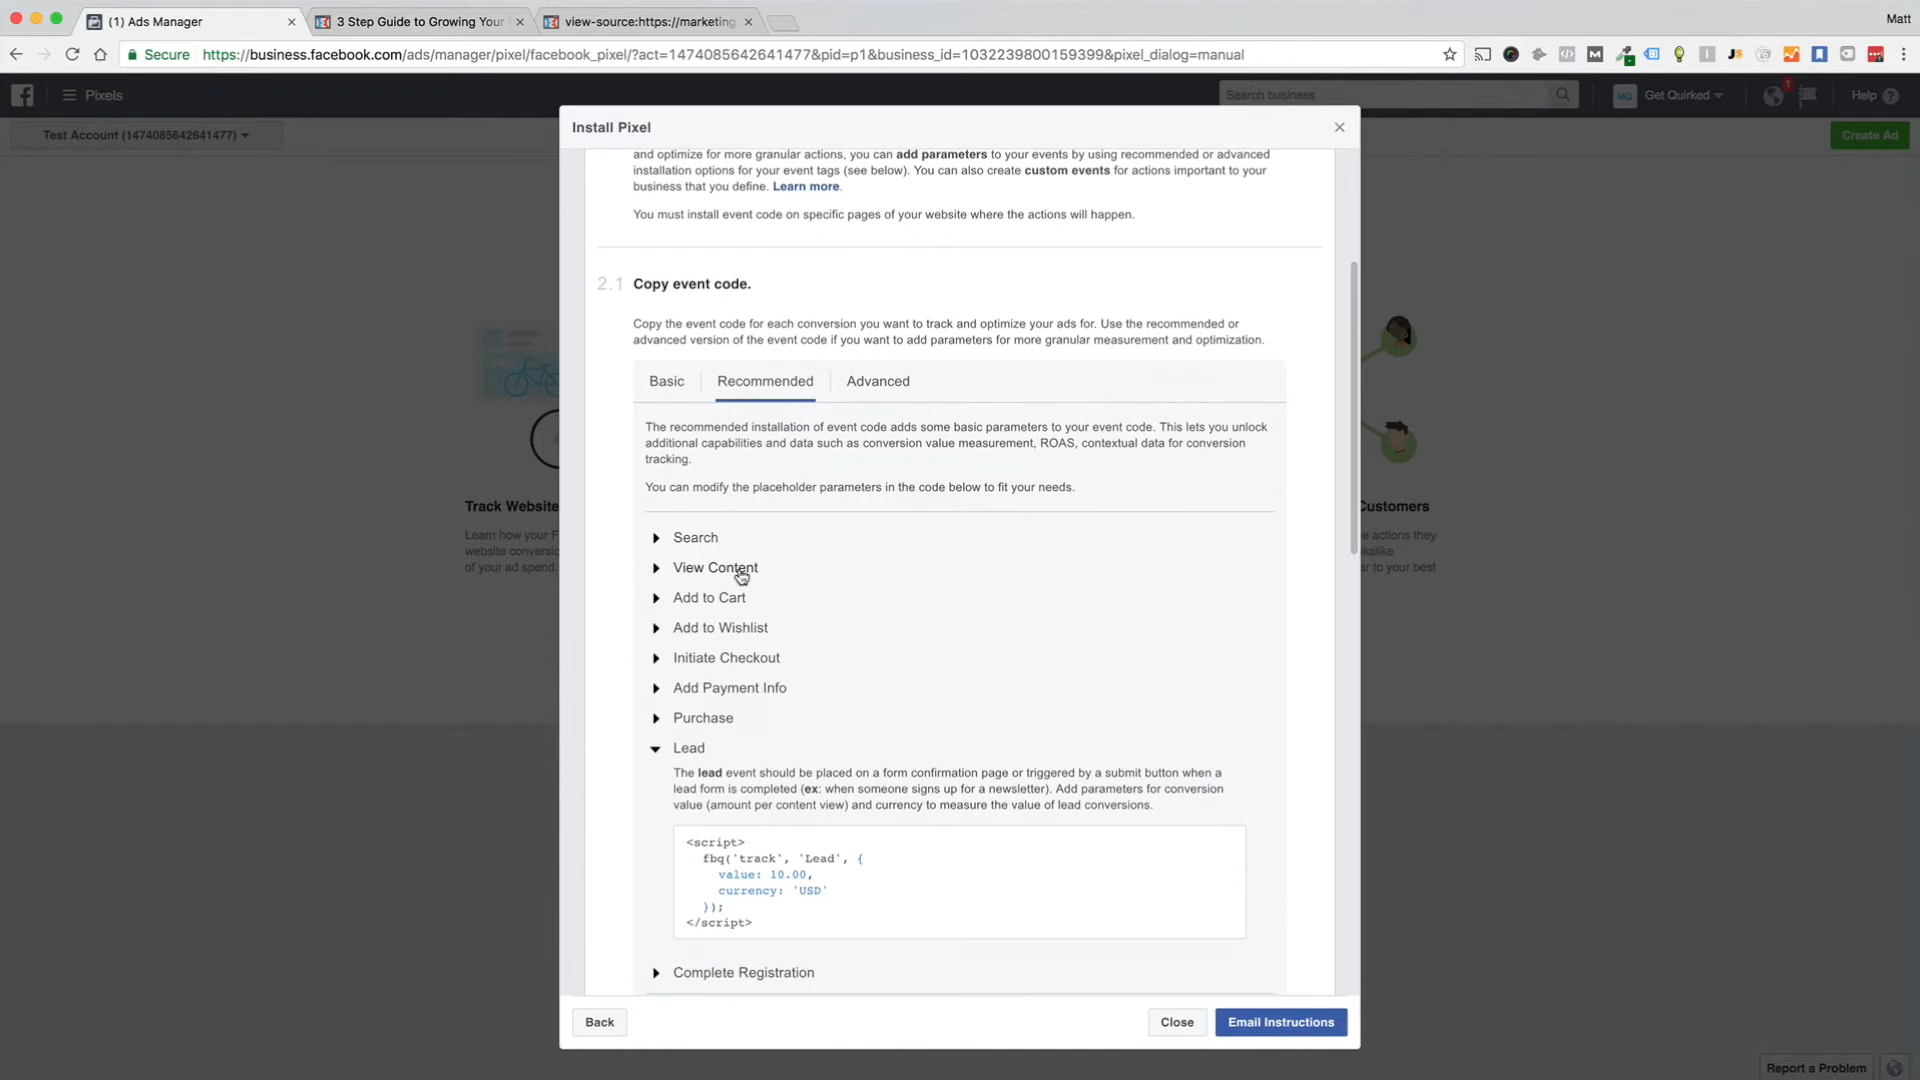 (1) Ads Manager
3 Step Guide to Growing Your
view-source:https://marketing
Matt
Secure
https://business.facebook.com/ads/manager/pixel/facebook_pixel/?act=1474085642641477&pid=p1&business_id=1032239800159399&pixel_dialog=manual
Pixels
Search business
MQ
Get Quirked
1
Help
Test Account (1474085642641477)
Create Ad
Install Pixel
and optimize for more granular actions, you can add parameters to your events by using recommended or advanced
installation options for your event tags (see below). You can also create custom events for actions important to your
business that you define. Learn more.
You must install event code on specific pages of your website where the actions will happen.
2.1 Copy event code.
Copy the event code for each conversion you want to track and optimize your ads for. Use the recommended or
advanced version of the event code if you want to add parameters for more granular measurement and optimization.
Basic
Recommended
Advanced
The recommended installation of event code adds some basic parameters to your event code. This lets you unlock
additional capabilities and data such as conversion value measurement, ROAS, contextual data for conversion
tracking.
You can modify the placeholder parameters in the code below to fit your needs.
Search
View Content
Add to Cart
Add to Wishlist
Initiate Checkout
Add Payment Info
Purchase
Lead
The lead event should be placed on a form confirmation page or triggered by a submit button when a
lead form is completed (ex: when someone signs up for a newsletter). Add parameters for conversion
value (amount per content view) and currency to measure the value of lead conversions.
<script>
fbq('track', 'Lead', {
value: 10.00,
currency: 'USD'
});
</script>
Complete Registration
Back
Close
Email Instructions
Track Website
Learn how your F
website conversio
of your ad spend.
Customers
e actions they
okalike
er to your best
Report a Problem